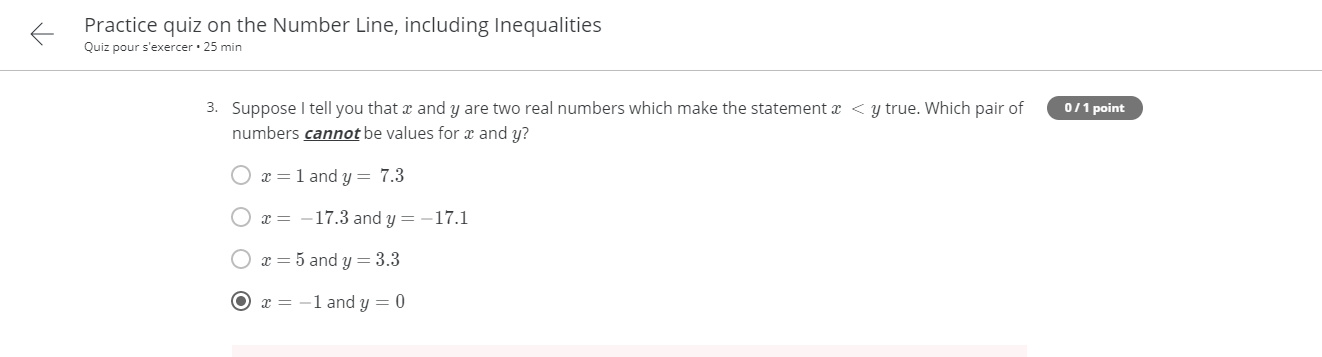 Practice quiz on the Number Line, including Inequalities
Quiz pour s'exercer • 25 min
3. Suppose I tell you that x and y are two real numbers which make the statement x < y true. Which pair of
0 / 1 point
numbers cannot be values for x and y?
x = 1 and y = 7.3
x = −17.3 and y = −17.1
x = 5 and y = 3.3
x = −1 and y = 0